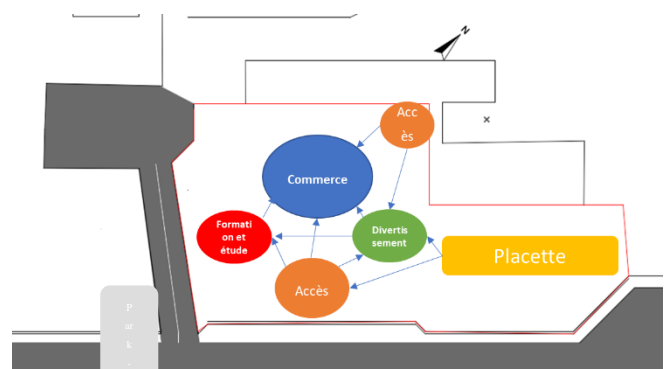 N
Acc
ès
Commerce
Formati
on et
étude
Divertis
sement
Placette
Accès
P
ar
k
-